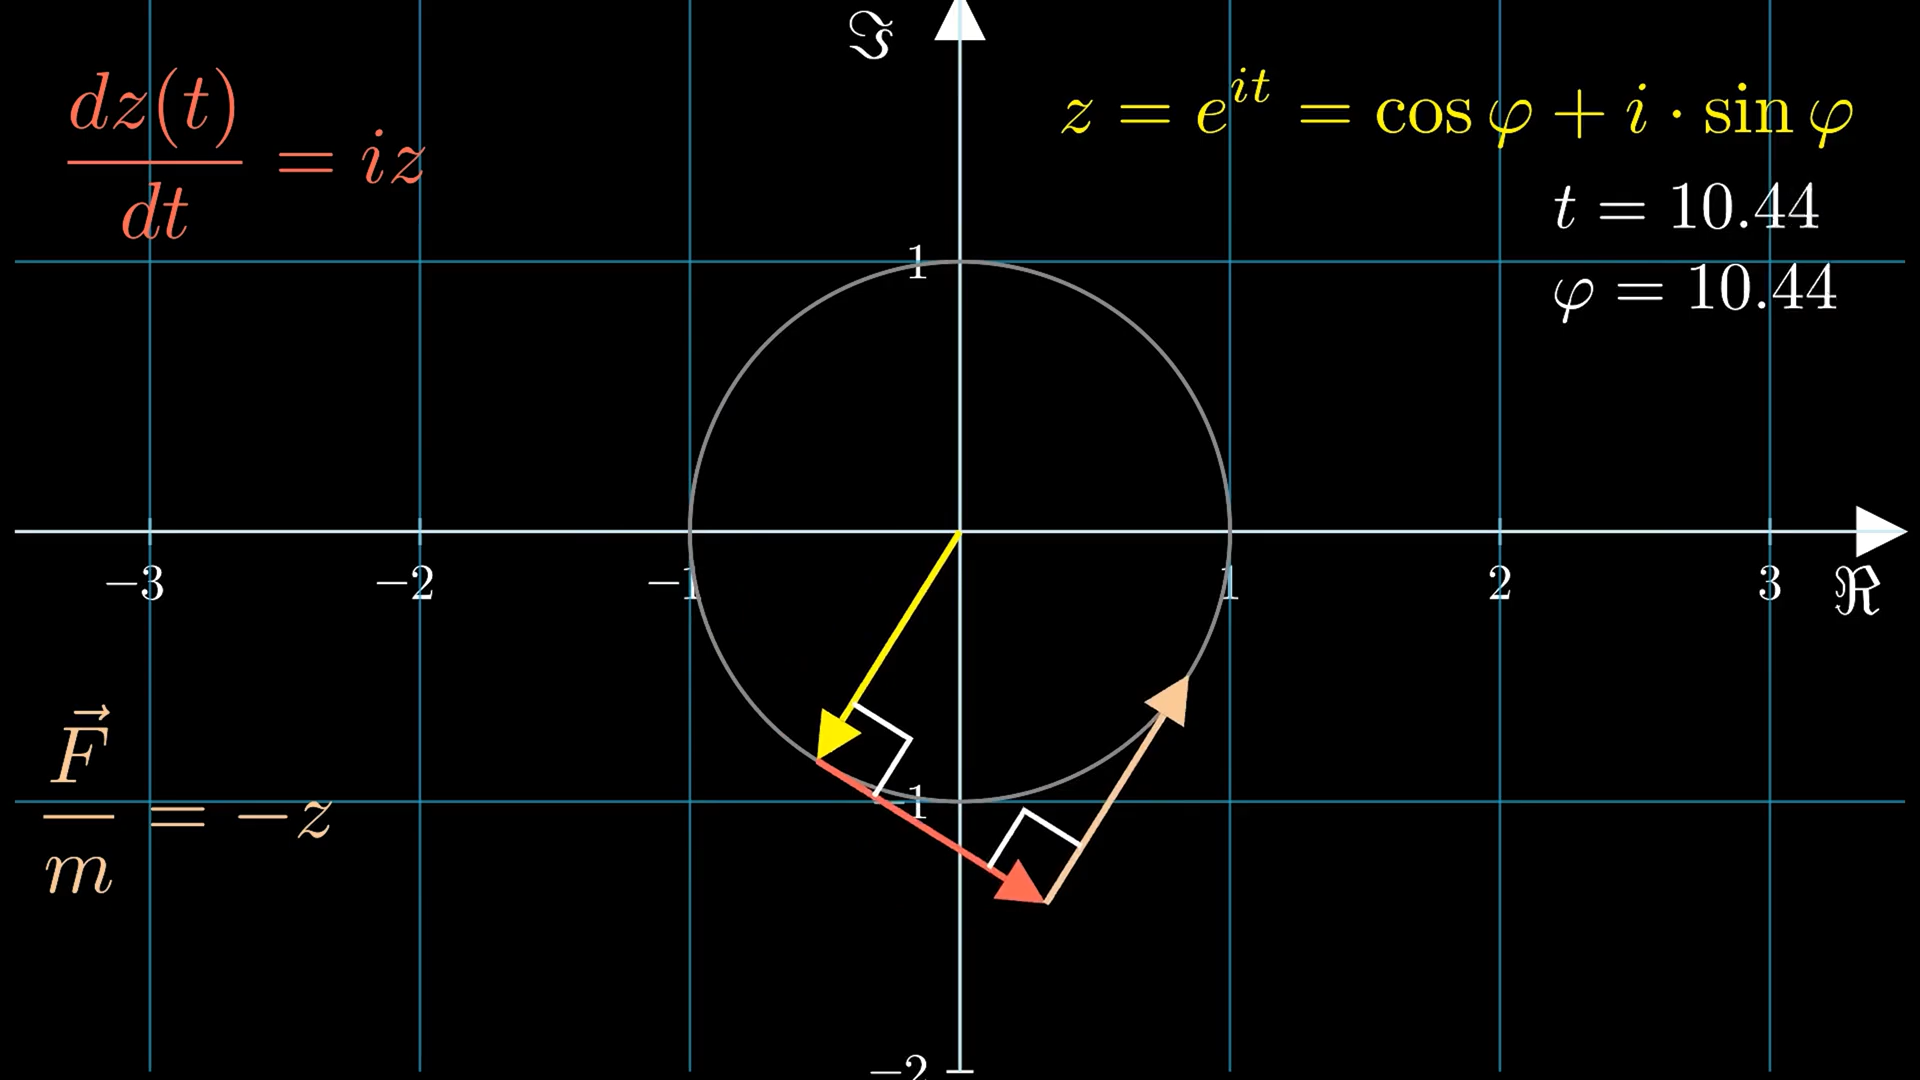 ℑ
dz(t)/dt = iz
z = e^{it} = cos φ + i · sin φ
t = 10.44
φ = 10.44
1
−3 −2 −1 1 2 3 ℜ
F⃗/m = −z
−1
−2